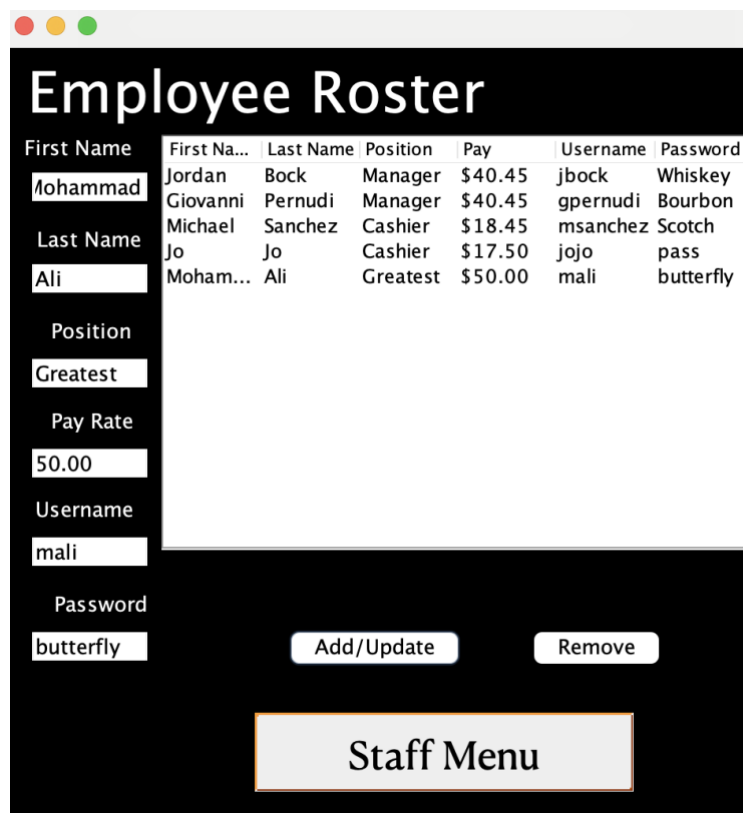 Employee Roster
First Name
Mohammad
Last Name
Ali
Position
Greatest
Pay Rate
50.00
Username
mali
Password
butterfly
First Na... Last Name Position Pay Username Password
Jordan Bock Manager $40.45 jbock Whiskey
Giovanni Pernudi Manager $40.45 gpernudi Bourbon
Michael Sanchez Cashier $18.45 msanchez Scotch
Jo Jo Cashier $17.50 jojo pass
Moham... Ali Greatest $50.00 mali butterfly
Add/Update Remove
Staff Menu